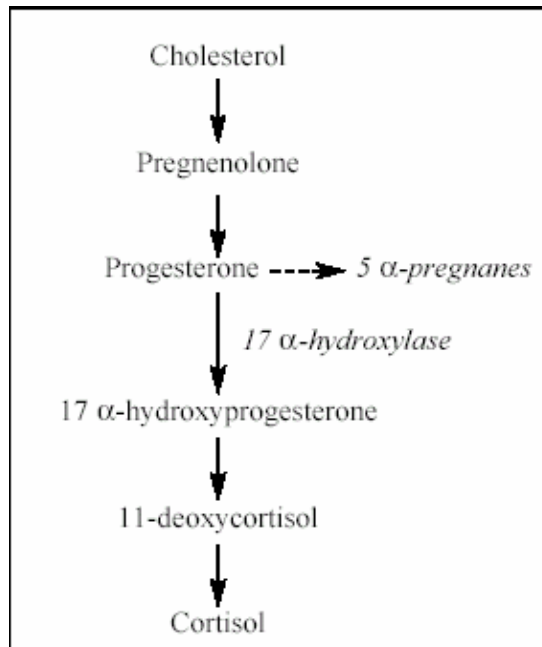 Cholesterol
Pregnenolone
Progesterone 5 α-pregnanes
17 α-hydroxylase
17 α-hydroxyprogesterone
11-deoxycortisol
Cortisol